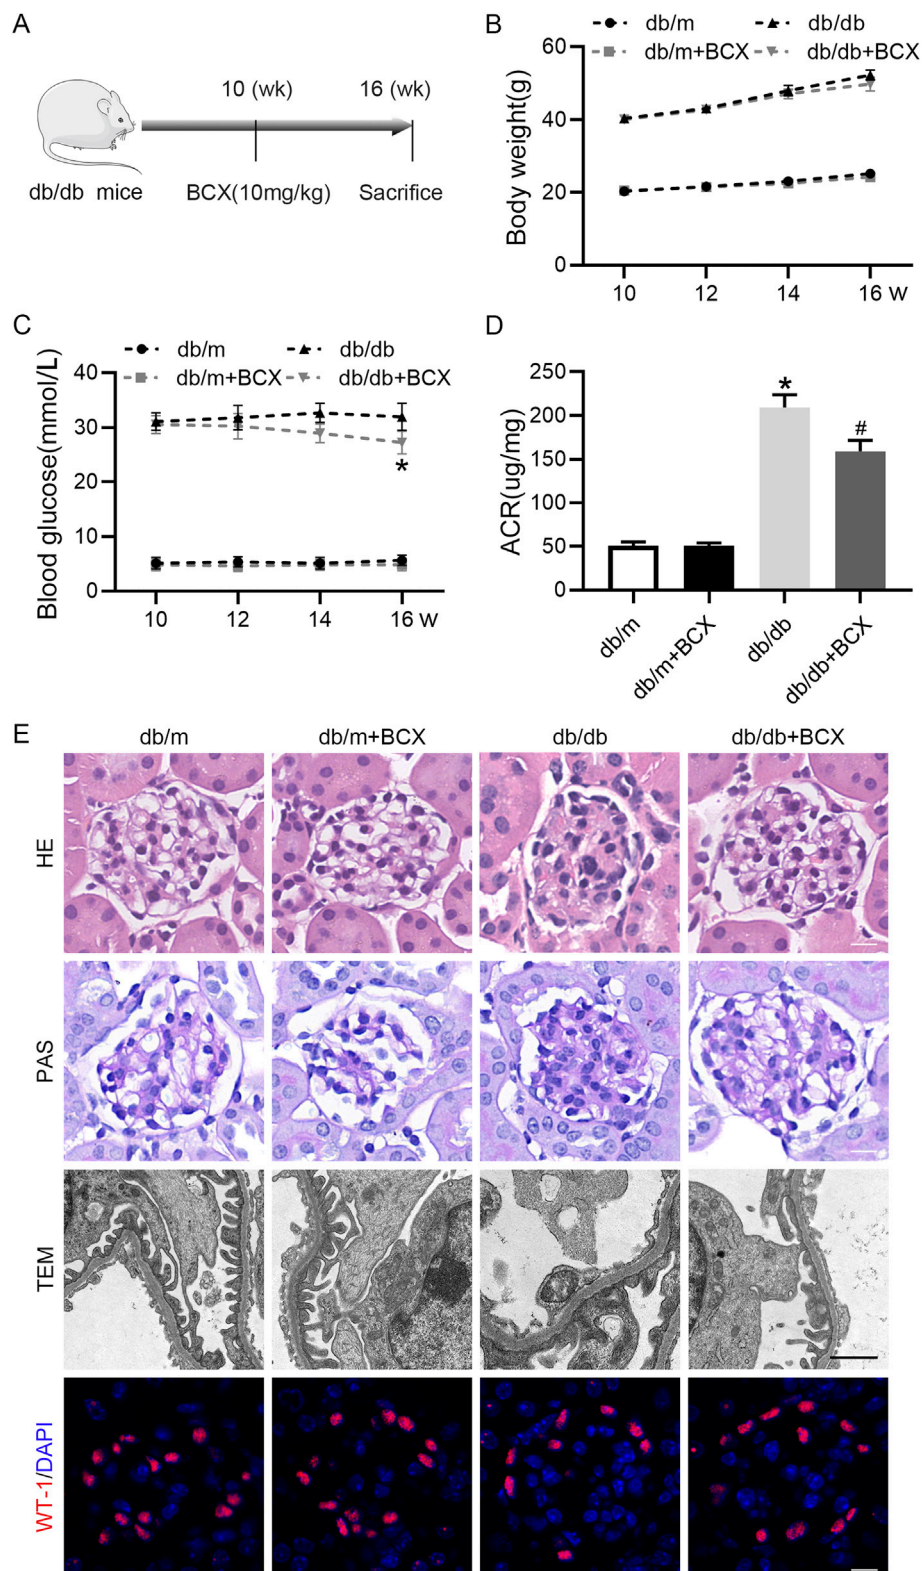 A
10 (wk)
16 (wk)
db/db mice
BCX(10mg/kg)
Sacrifice
B
db/m
db/db
db/m+BCX
db/db+BCX
Body weight(g)
60
40
20
0
10
12
14
16 w
C
db/m
db/db
db/m+BCX
db/db+BCX
Blood glucose(mmol/L)
40
30
20
10
0
*
10
12
14
16 w
D
ACR(ug/mg)
250
200
150
100
50
0
*
#
db/m
db/m+BCX
db/db
db/db+BCX
E
db/m
db/m+BCX
db/db
db/db+BCX
HE
PAS
TEM
WT-1/DAPI